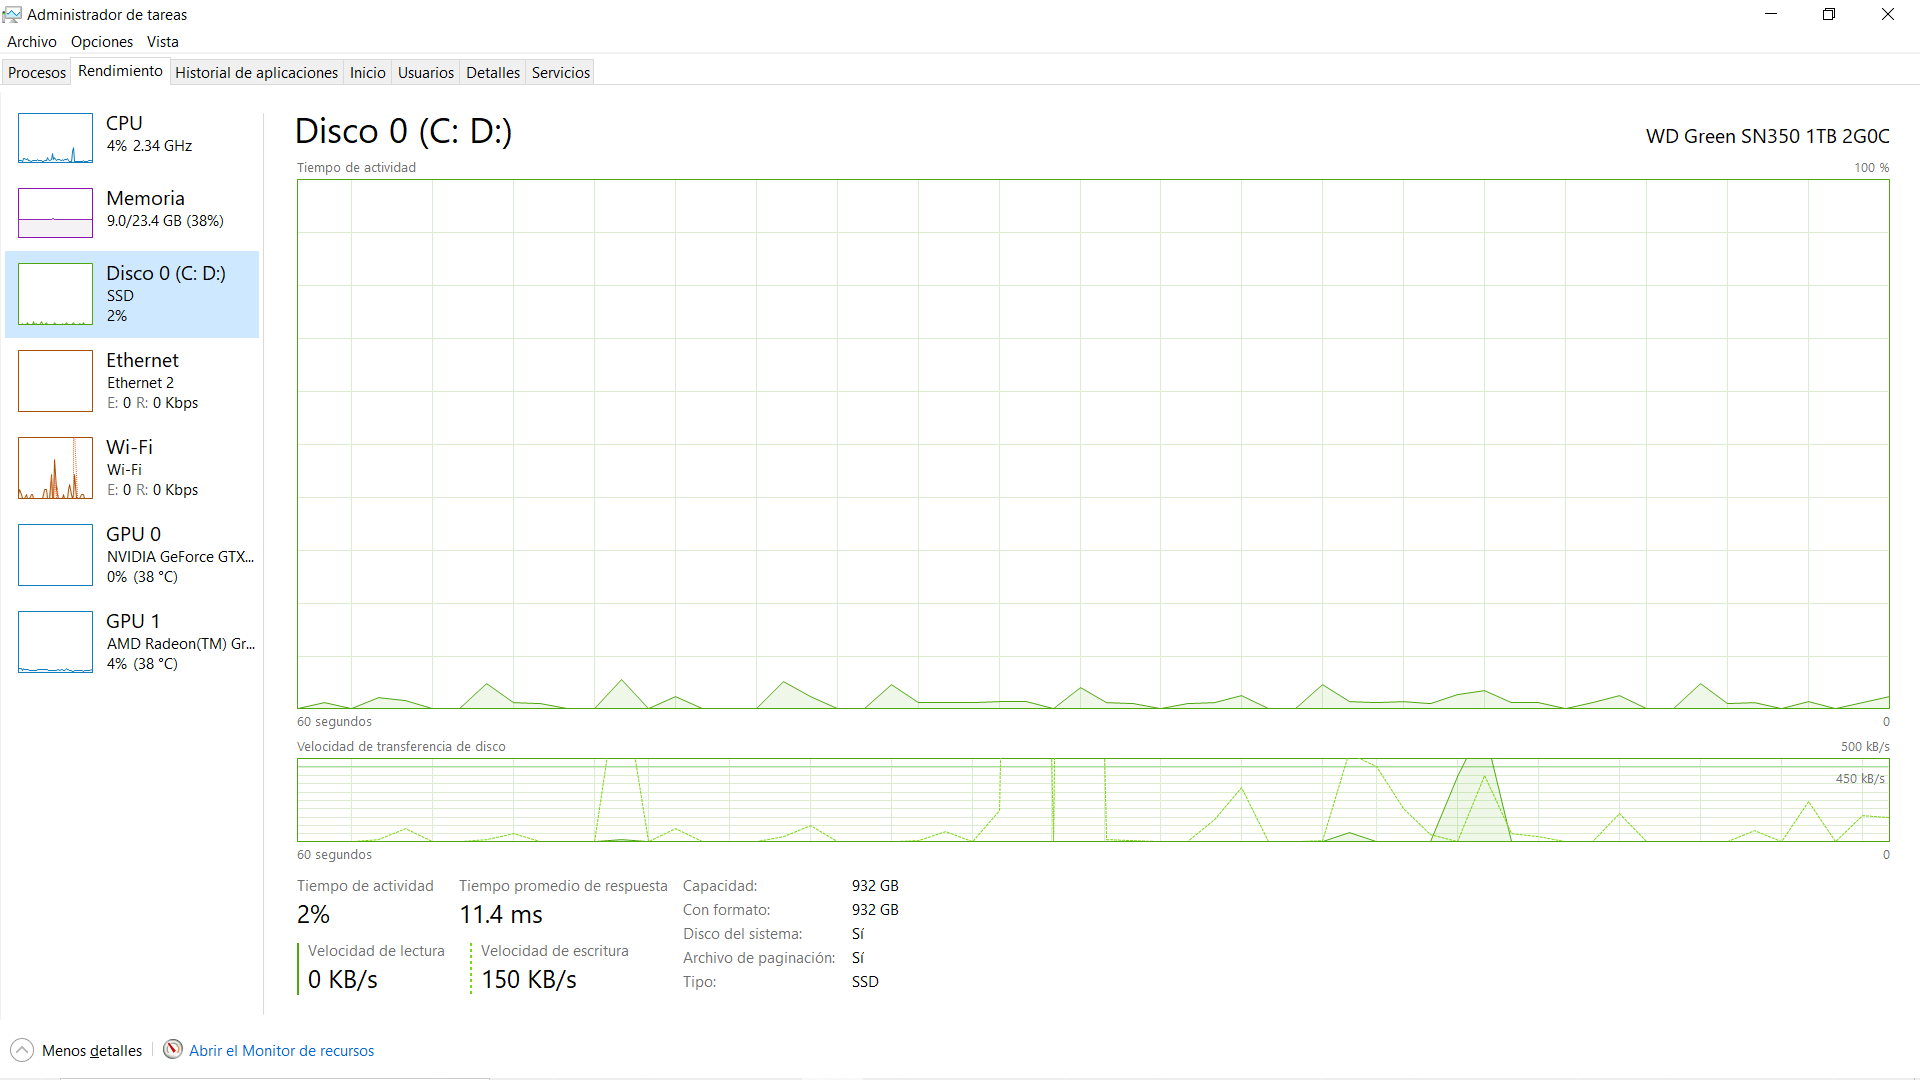 Administrador de tareas
Archivo Opciones Vista
Procesos Rendimiento Historial de aplicaciones Inicio Usuarios Detalles Servicios
CPU
4% 2.34 GHz
Memoria
9.0/23.4 GB (38%)
Disco 0 (C: D:)
SSD
2%
Ethernet
Ethernet 2
E: 0 R: 0 Kbps
Wi-Fi
Wi-Fi
E: 0 R: 0 Kbps
GPU 0
NVIDIA GeForce GTX...
0% (38 °C)
GPU 1
AMD Radeon(TM) Gr...
4% (38 °C)
Disco 0 (C: D:)
WD Green SN350 1TB 2G0C
Tiempo de actividad
100 %
60 segundos
0
Velocidad de transferencia de disco
500 kB/s
450 kB/s
60 segundos
0
Tiempo de actividad
2%
Tiempo promedio de respuesta
11.4 ms
Velocidad de lectura
0 KB/s
Velocidad de escritura
150 KB/s
Capacidad: 932 GB
Con formato: 932 GB
Disco del sistema: Sí
Archivo de paginación: Sí
Tipo: SSD
Menos detalles
Abrir el Monitor de recursos